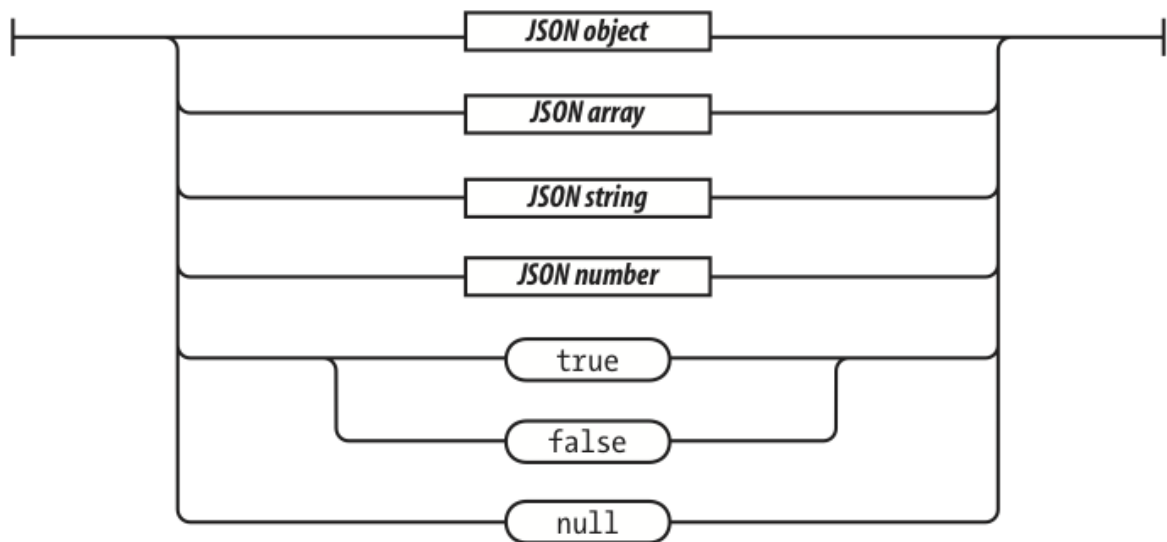 JSON object
JSON array
JSON string
JSON number
true
false
null